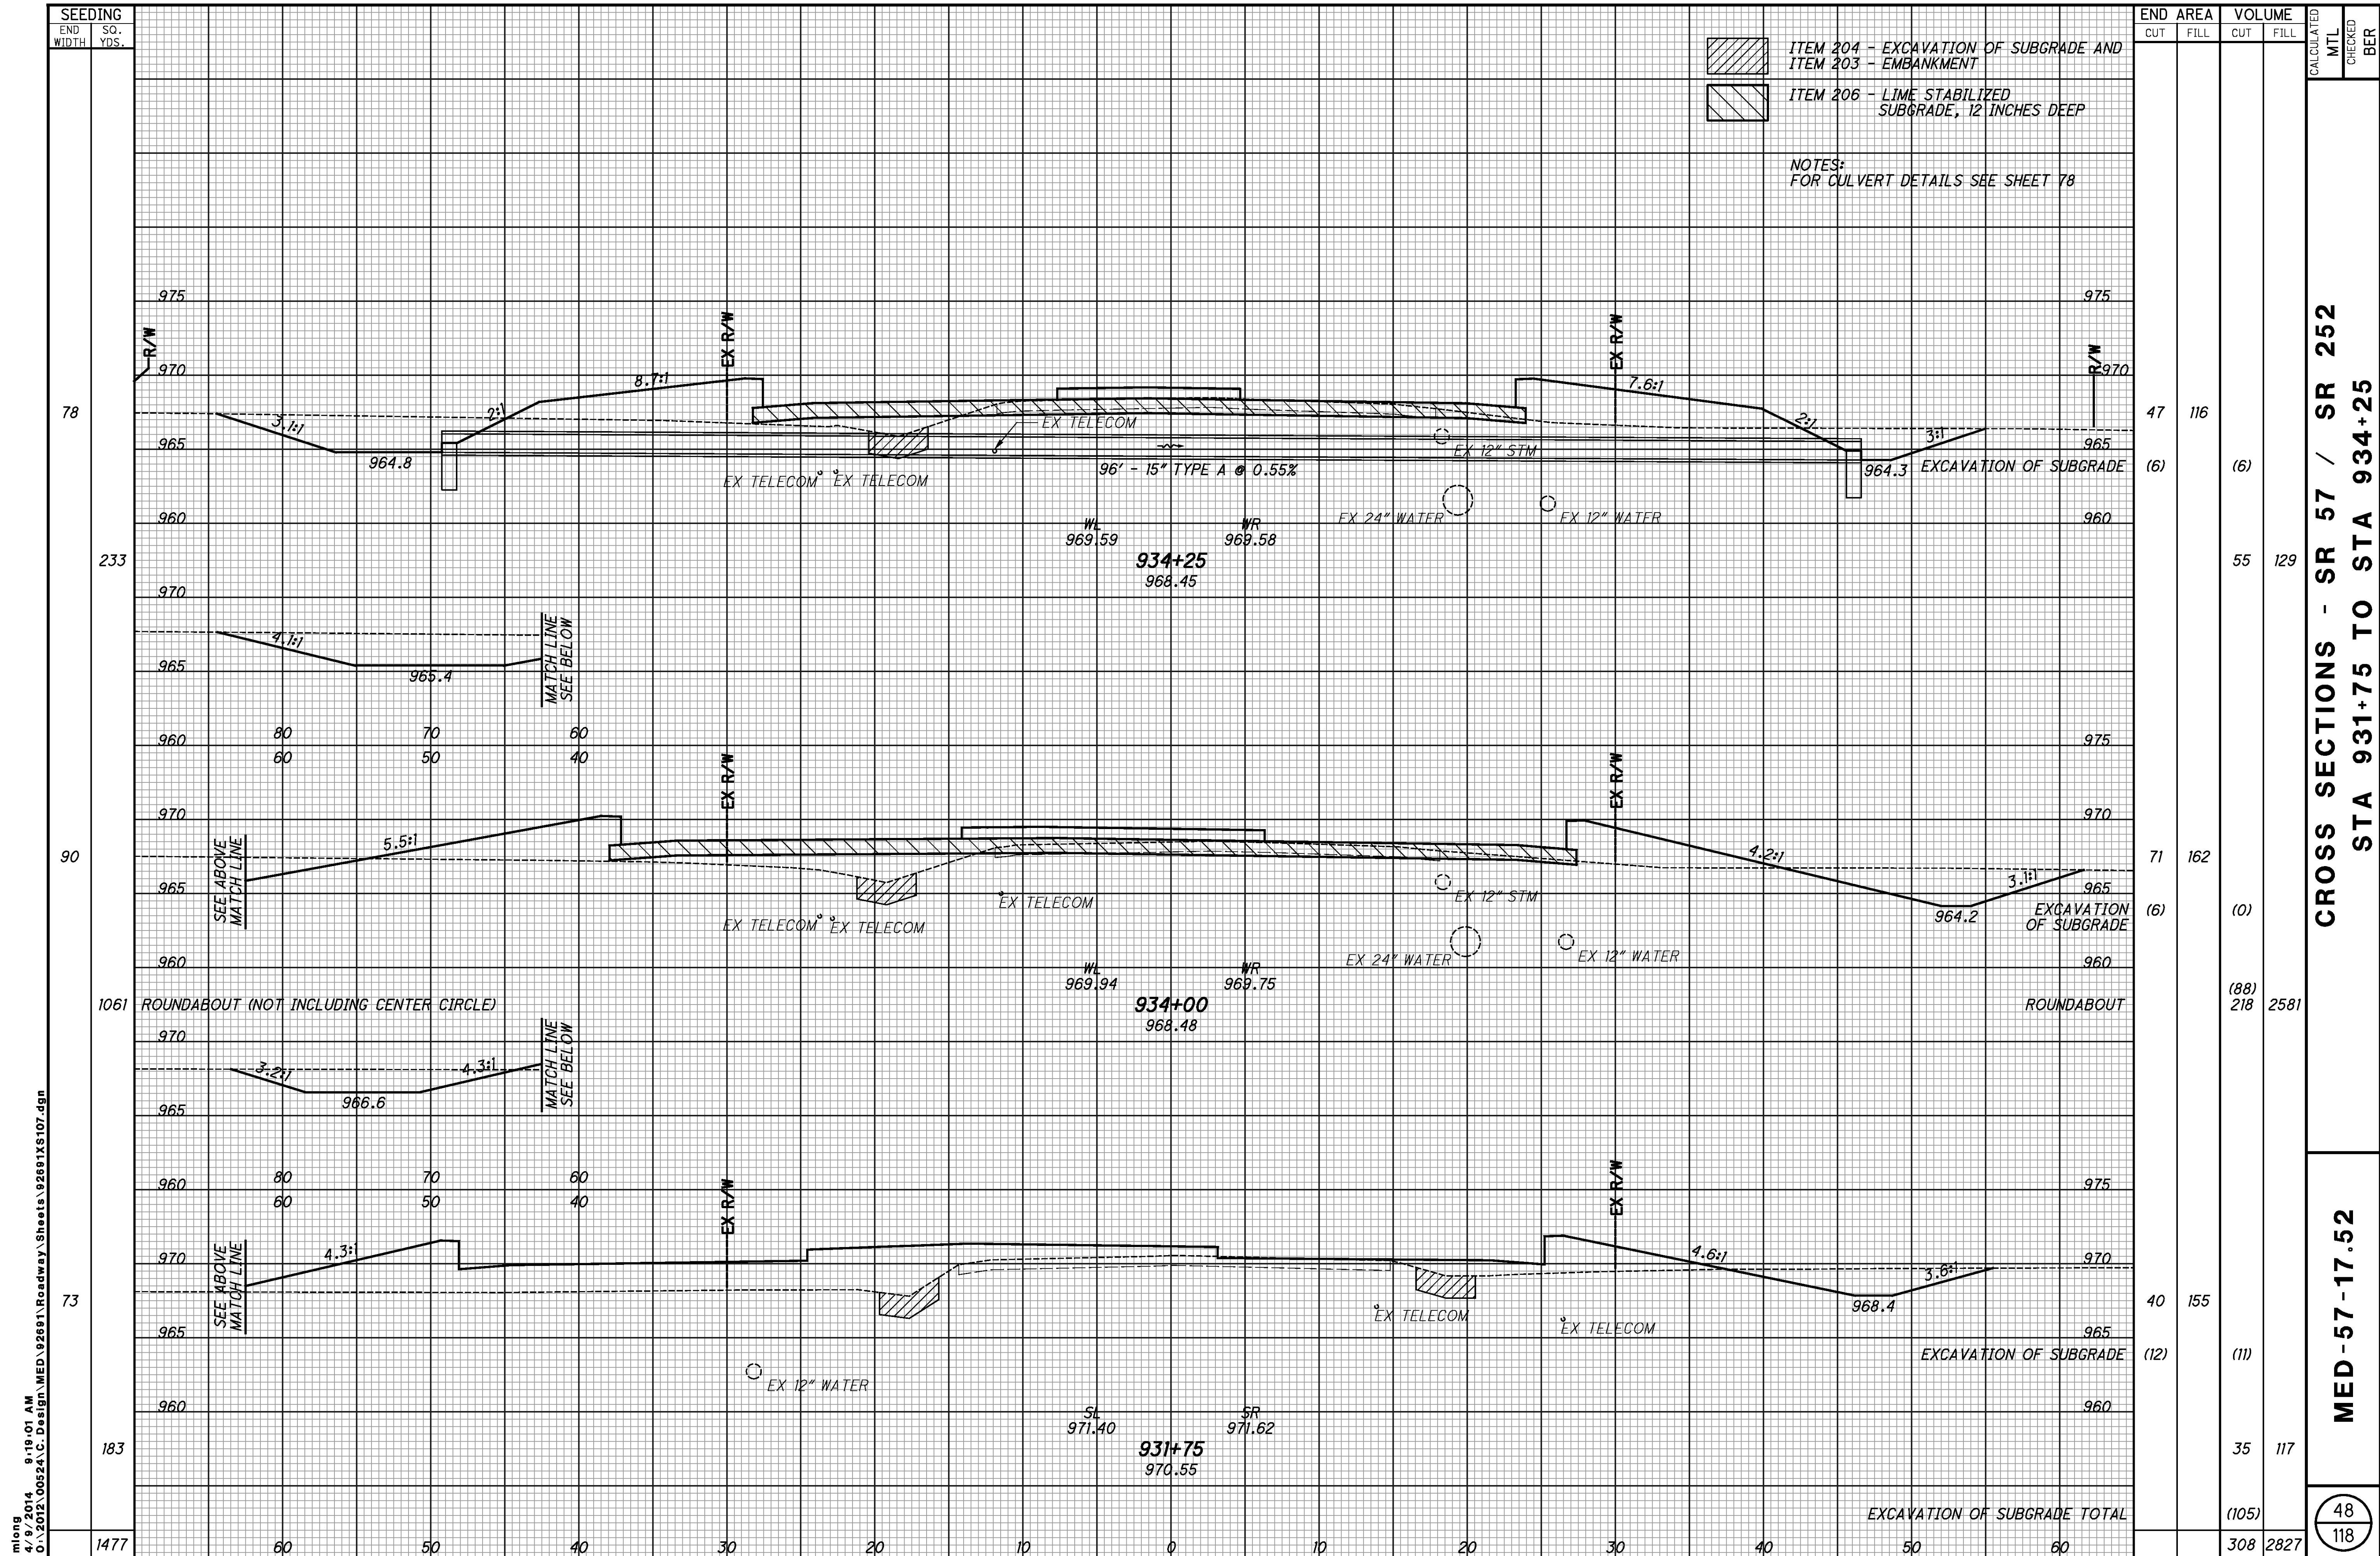 SEEDING
END WIDTH
SQ. YDS.
END AREA
VOLUME
CUT
FILL
CUT
FILL
CALCULATED
MTL
CHECKED
BER
ITEM 204 - EXCAVATION OF SUBGRADE AND
ITEM 203 - EMBANKMENT
ITEM 206 - LIME STABILIZED
SUBGRADE, 12 INCHES DEEP
NOTES:
FOR CULVERT DETAILS SEE SHEET 78
975
975
R/W
EX R/W
EX R/W
R/W
970
970
8.7:1
7.6:1
78
3.1:1
2:1
2:1
3:1
47
116
EX TELECOM
965
965
964.8
EX 12" STM
96' - 15" TYPE A @ 0.55%
964.3
EXCAVATION OF SUBGRADE
(6)
(6)
EX TELECOM
EX TELECOM
960
EX 24" WATER
EX 12" WATER
960
WL
969.59
WR
969.58
934+25
968.45
233
55
129
970
4.1:1
965
965.4
MATCH LINE
SEE BELOW
80
70
60
960
975
60
50
40
EX R/W
EX R/W
970
970
SEE ABOVE
MATCH LINE
5.5:1
4.2:1
90
71
162
3.1:1
965
965
EX 12" STM
EX TELECOM
964.2
EXCAVATION
OF SUBGRADE
(6)
(0)
EX TELECOM
EX TELECOM
960
EX 24" WATER
EX 12" WATER
960
WL
969.94
WR
969.75
934+00
968.48
1061
ROUNDABOUT (NOT INCLUDING CENTER CIRCLE)
ROUNDABOUT
(88)
218
2581
970
3.2:1
4.3:1
966.6
965
MATCH LINE
SEE BELOW
80
70
60
960
975
60
50
40
EX R/W
EX R/W
SEE ABOVE
MATCH LINE
4.3:1
970
4.6:1
970
3.6:1
73
968.4
40
155
EX TELECOM
EX TELECOM
965
965
EXCAVATION OF SUBGRADE
(12)
(11)
EX 12" WATER
960
960
SL
971.40
SR
971.62
931+75
970.55
183
35
117
EXCAVATION OF SUBGRADE TOTAL
(105)
1477
60
50
40
30
20
10
0
10
20
30
40
50
60
308
2827
CROSS SECTIONS - SR 57 / SR 252
STA 931+75 TO STA 934+25
MED-57-17.52
48
118
mlong
4/9/2014 9:19:01 AM
O:\2012\00524\C.Design\MED\92691\Roadway\Sheets\92691XS107.dgn